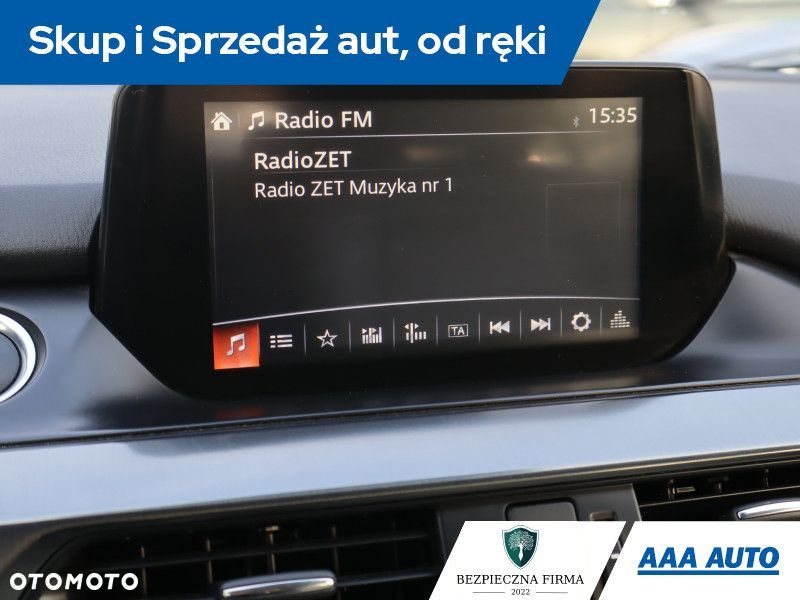 Skup i Sprzedaż aut, od ręki
Radio FM
15:35
RadioZET
Radio ZET Muzyka nr 1
TA
OTOMOTO
BEZPIECZNA FIRMA
2022
AAA AUTO